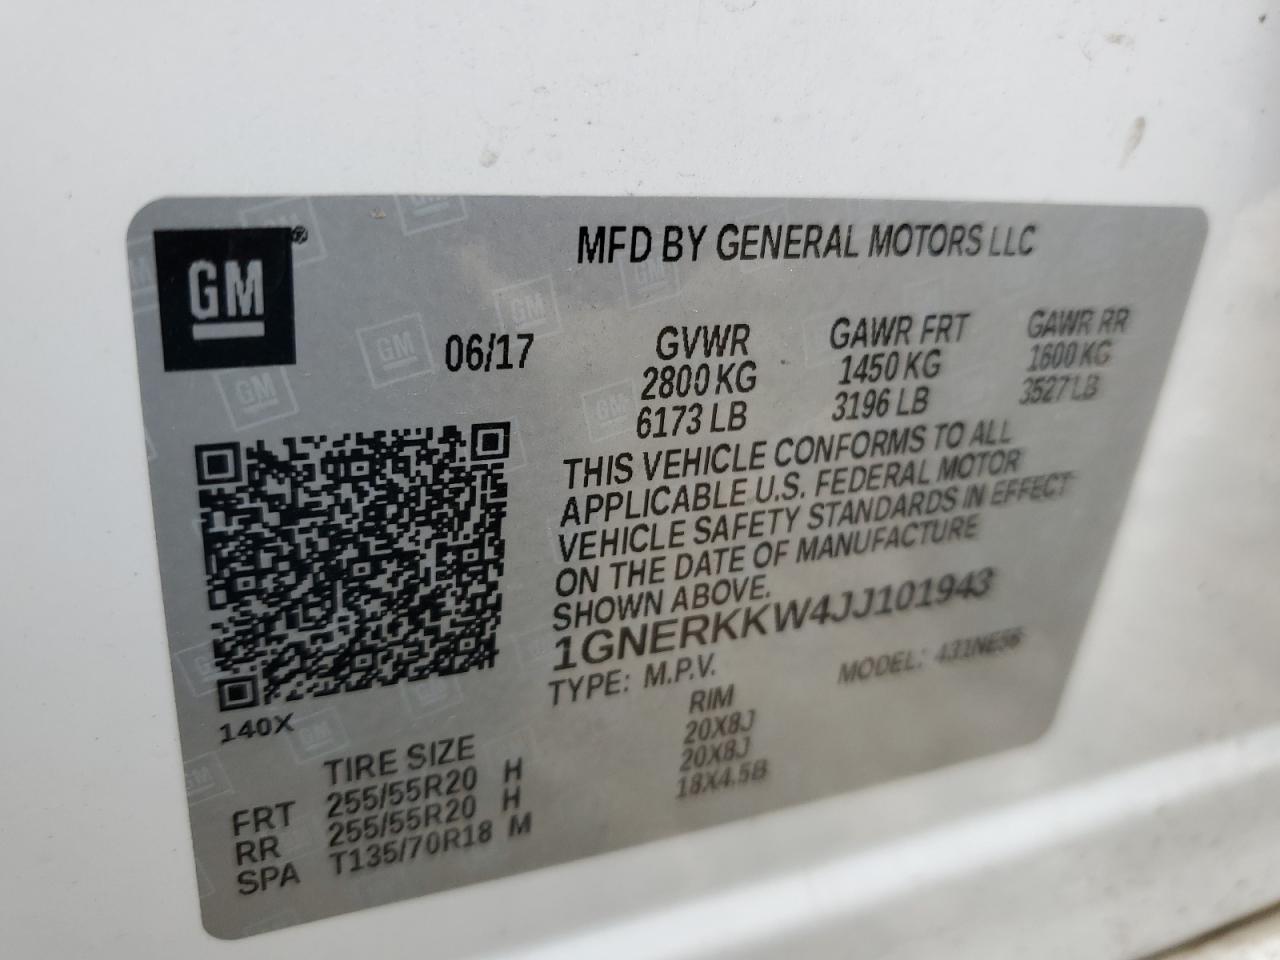 GM®
MFD BY GENERAL MOTORS LLC
06/17
GVWR GAWR FRT GAWR RR
2800 KG 1450 KG 1600 KG
6173 LB 3196 LB 3527 LB
THIS VEHICLE CONFORMS TO ALL
APPLICABLE U.S. FEDERAL MOTOR
VEHICLE SAFETY STANDARDS IN EFFECT
ON THE DATE OF MANUFACTURE
SHOWN ABOVE.
1GNERKKW4JJ101943
TYPE: M.P.V. MODEL: 431NE56
140X
TIRE SIZE RIM
FRT 255/55R20 H 20X8J
RR 255/55R20 H 20X8J
SPA T135/70R18 M 18X4.5B